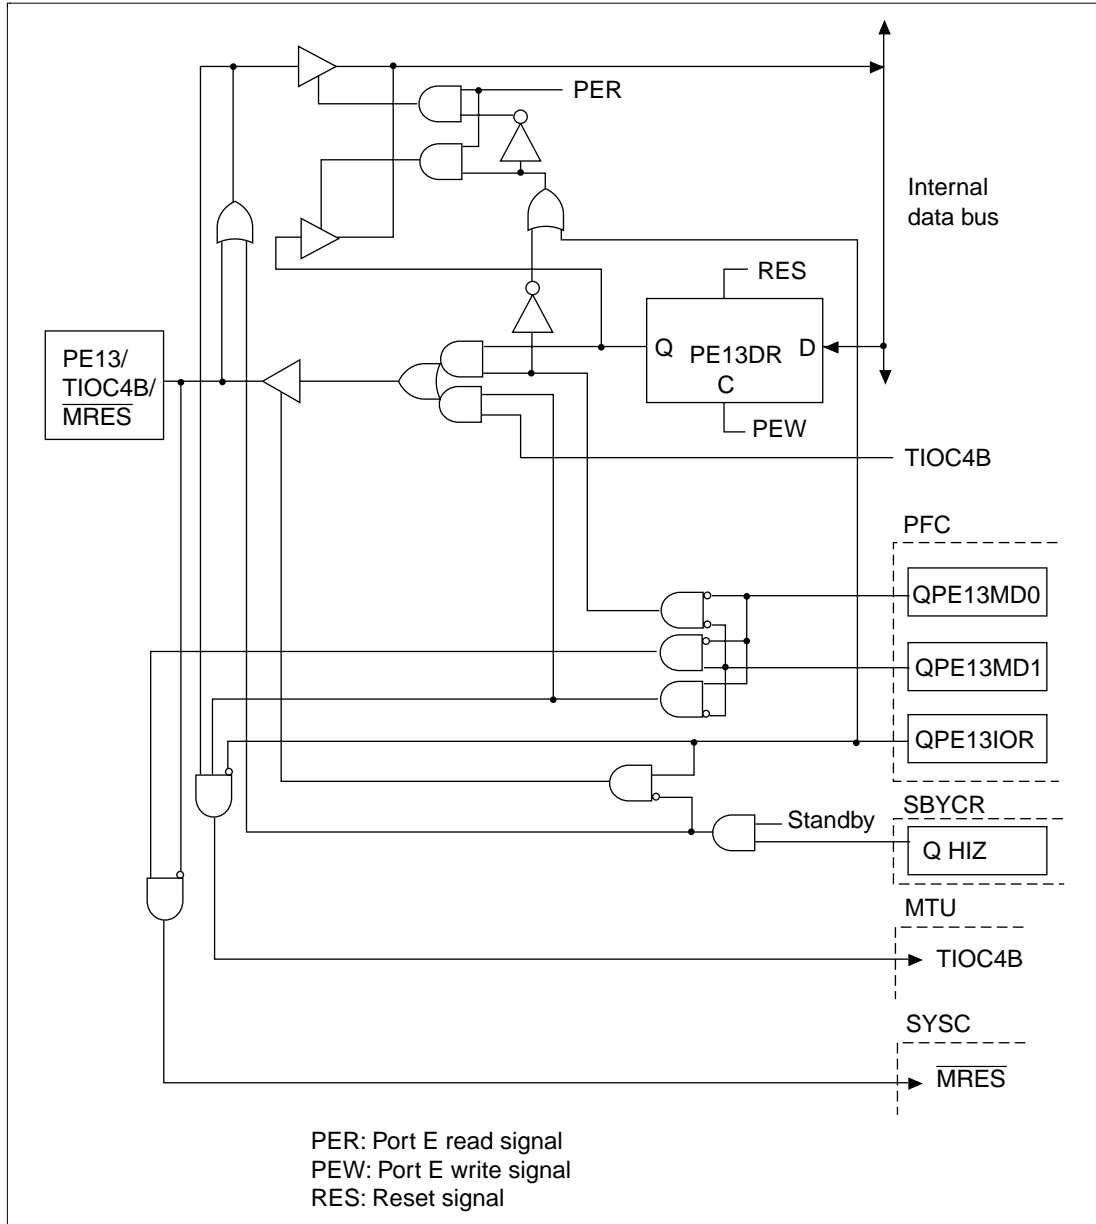 PER
Internal
data bus
RES
Q PE13DR D
C
PEW
PE13/
TIOC4B/
MRES
TIOC4B
PFC
QPE13MD0
QPE13MD1
QPE13IOR
SBYCR
Standby
Q HIZ
MTU
TIOC4B
SYSC
MRES
PER: Port E read signal
PEW: Port E write signal
RES: Reset signal